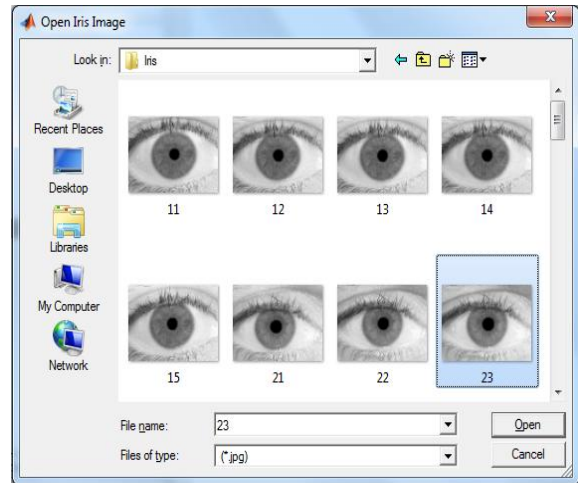 Open Iris Image
Look in: Iris
Recent Places
Desktop
Libraries
My Computer
Network
11 12 13 14
15 21 22 23
File name: 23 Open
Files of type: (*.jpg) Cancel